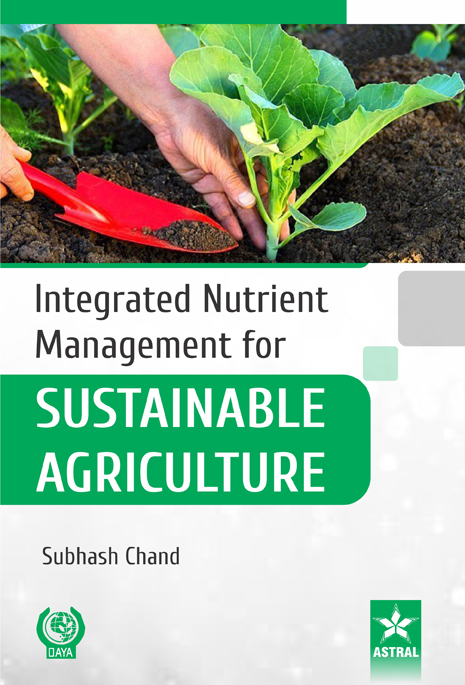 Integrated Nutrient
Management for
SUSTAINABLE
AGRICULTURE
Subhash Chand
DAYA
ASTRAL